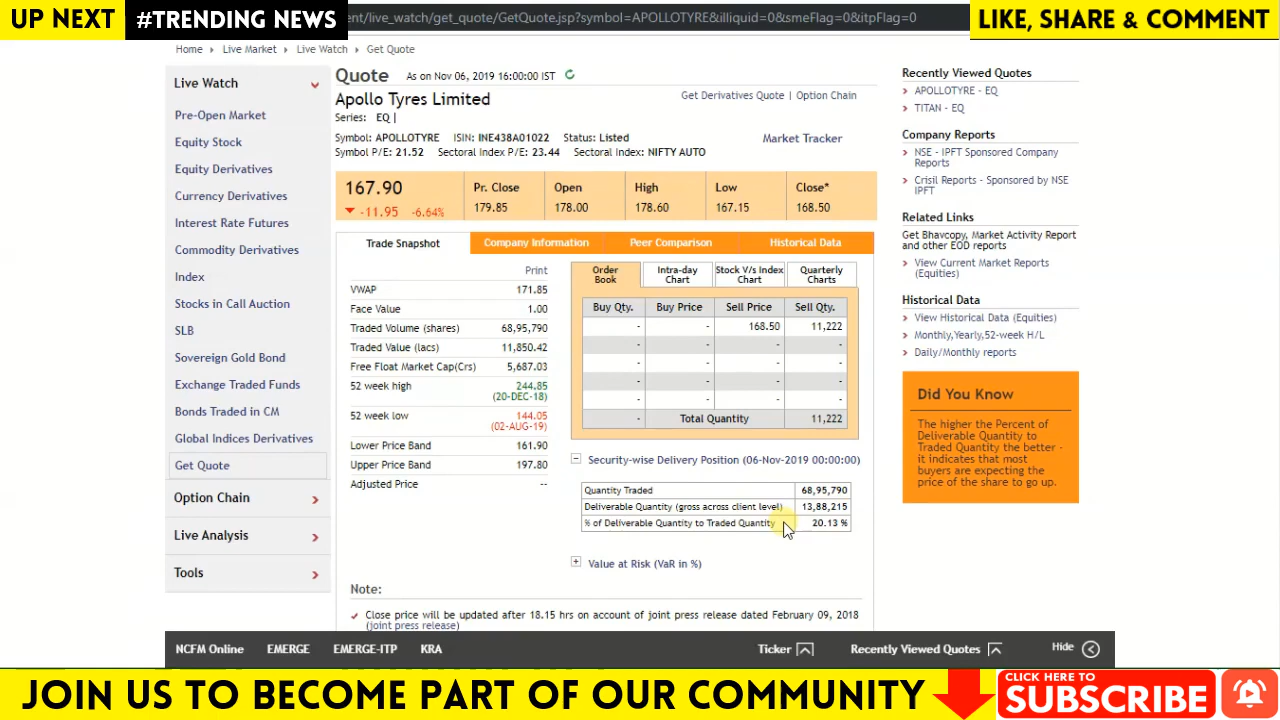 UP NEXT #TRENDING NEWS
ent/live_watch/get_quote/GetQuote.jsp?symbol=APOLLOTYRE&illiquid=0&smeFlag=0&itpFlag=0
LIKE, SHARE & COMMENT
Home Live Market Live Watch Get Quote
Live Watch
Pre-Open Market
Equity Stock
Equity Derivatives
Currency Derivatives
Interest Rate Futures
Commodity Derivatives
Index
Stocks in Call Auction
SLB
Sovereign Gold Bond
Exchange Traded Funds
Bonds Traded in CM
Global Indices Derivatives
Get Quote
Option Chain
Live Analysis
Tools
Quote As on Nov 06, 2019 16:00:00 IST
Apollo Tyres Limited
Get Derivatives Quote | Option Chain
Series: EQ |
Symbol: APOLLOTYRE ISIN: INE438A01022 Status: Listed
Market Tracker
Symbol P/E: 21.52 Sectoral Index P/E: 23.44 Sectoral Index: NIFTY AUTO
167.90 Pr. Close Open High Low Close*
-11.95 -6.64% 179.85 178.00 178.60 167.15 168.50
Trade Snapshot Company Information Peer Comparison Historical Data
Print
VWAP 171.85
Face Value 1.00
Traded Volume (shares) 68,95,790
Traded Value (lacs) 11,850.42
Free Float Market Cap(Crs) 5,687.03
52 week high 244.85
(20-DEC-18)
52 week low 144.05
(02-AUG-19)
Lower Price Band 161.90
Upper Price Band 197.80
Adjusted Price --
Order Book
Intra-day Chart
Stock V/s Index Chart
Quarterly Charts
Buy Qty. Buy Price Sell Price Sell Qty.
- - 168.50 11,222
- - - -
- - - -
- - - -
- - - -
- Total Quantity 11,222
Security-wise Delivery Position (06-Nov-2019 00:00:00)
Quantity Traded 68,95,790
Deliverable Quantity (gross across client level) 13,88,215
% of Deliverable Quantity to Traded Quantity 20.13 %
Value at Risk (VaR in %)
Note:
Close price will be updated after 18.15 hrs on account of joint press release dated February 09, 2018
(joint press release)
Recently Viewed Quotes
APOLLOTYRE - EQ
TITAN - EQ
Company Reports
NSE - IPFT Sponsored Company
Reports
Crisil Reports - Sponsored by NSE
IPFT
Related Links
Get Bhavcopy, Market Activity Report
and other EOD reports
View Current Market Reports
(Equities)
Historical Data
View Historical Data (Equities)
Monthly,Yearly,52-week H/L
Daily/Monthly reports
Did You Know
The higher the Percent of
Deliverable Quantity to
Traded Quantity the better -
it indicates that most
buyers are expecting the
price of the share to go up.
NCFM Online EMERGE EMERGE-ITP KRA Ticker Recently Viewed Quotes Hide
JOIN US TO BECOME PART OF OUR COMMUNITY
CLICK HERE TO
SUBSCRIBE